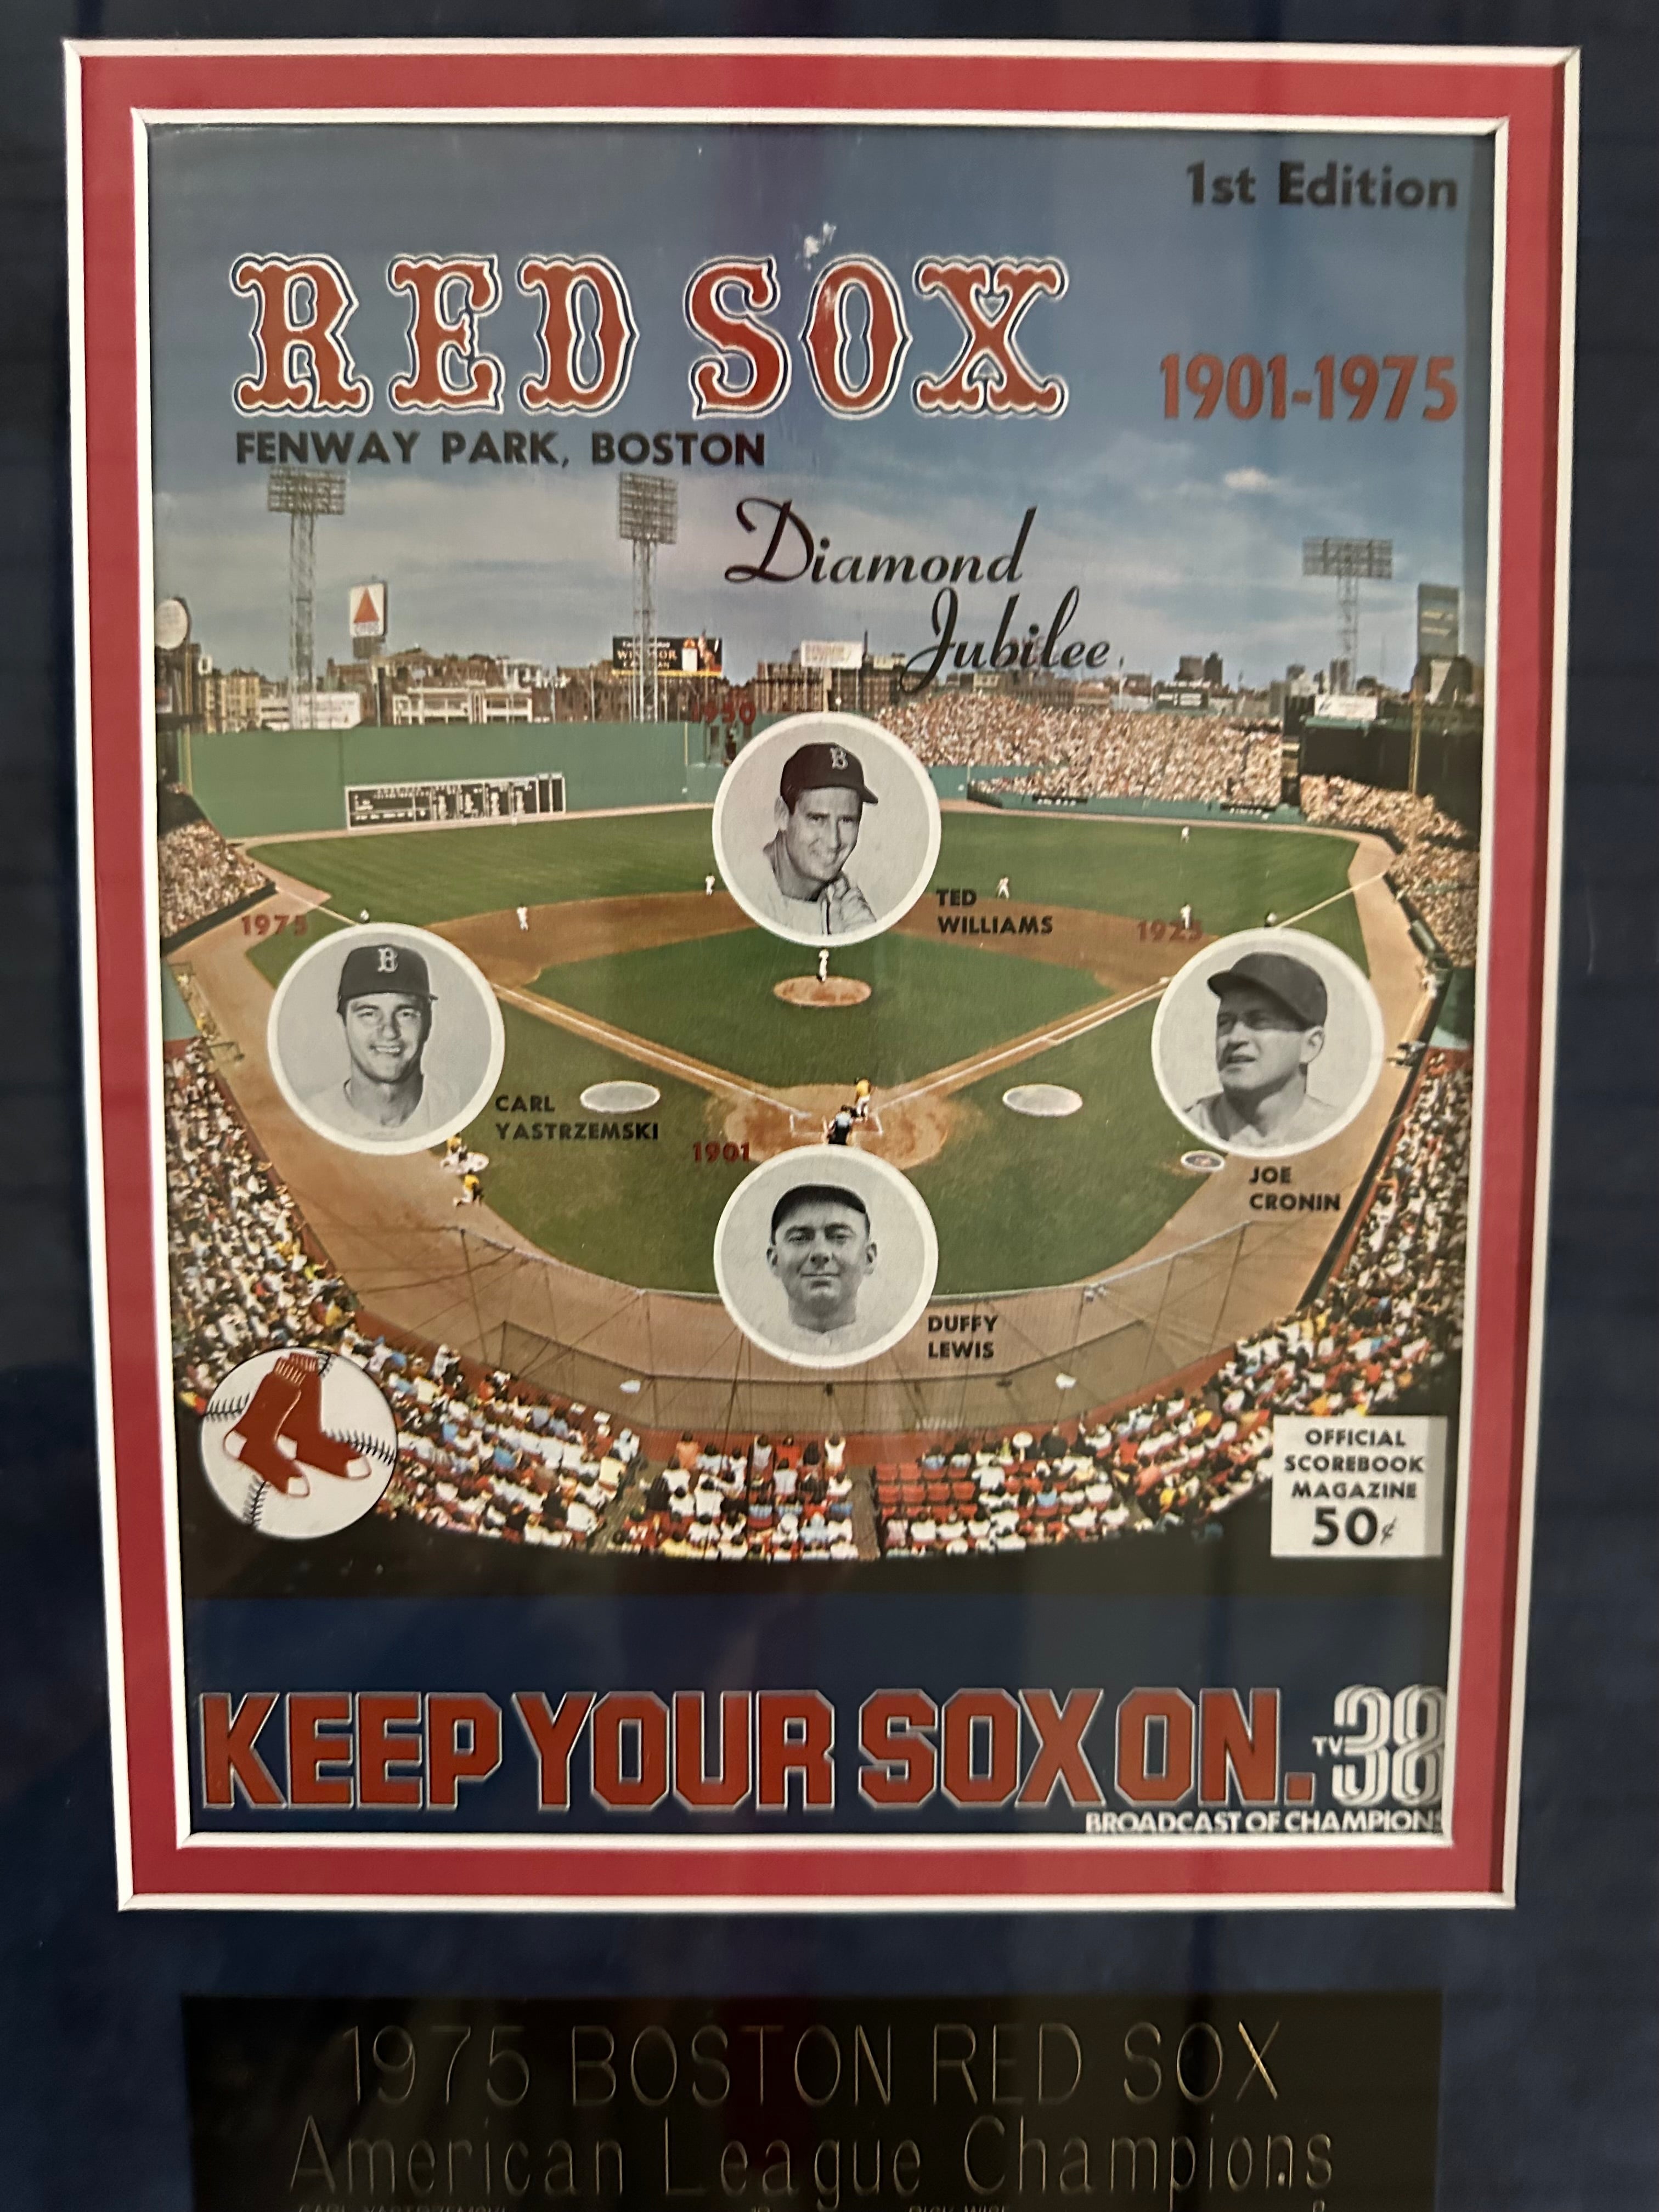 1st Edition
RED SOX
1901-1975
FENWAY PARK, BOSTON
Diamond
Jubilee
1950
TED
WILLIAMS
1975
1925
CARL
YASTRZEMSKI
1901
JOE
CRONIN
DUFFY
LEWIS
OFFICIAL
SCOREBOOK
MAGAZINE
50¢
KEEP YOUR SOX ON.
TV 38
BROADCAST OF CHAMPIONS
1975 BOSTON RED SOX
American League Champions